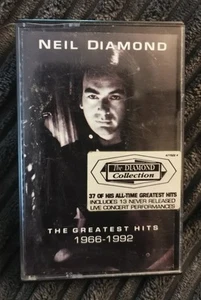 NEIL DIAMOND
The DIAMOND
Collection
37 OF HIS ALL-TIME GREATEST HITS
INCLUDES 13 NEVER RELEASED
LIVE CONCERT PERFORMANCES
THE GREATEST HITS
1966-1992